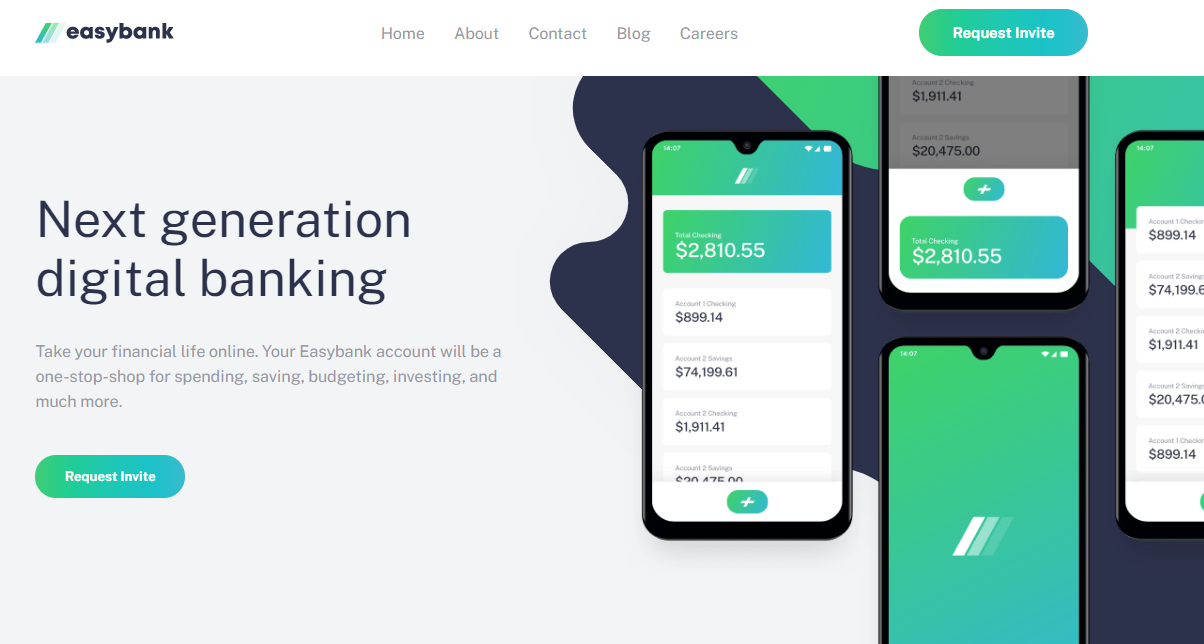 easybank
Home
About
Contact
Blog
Careers
Request Invite
Next generation
digital banking
Take your financial life online. Your Easybank account will be a
one-stop-shop for spending, saving, budgeting, investing, and
much more.
Request Invite
14:07
Total Checking
$2,810.55
Account 1 Checking
$899.14
Account 2 Savings
$74,199.61
Account 2 Checking
$1,911.41
Account 2 Savings
$20,475.00
Account 2 Checking
$1,911.41
Account 2 Savings
$20,475.00
Total Checking
$2,810.55
14:07
14:07
Account 1 Checkin
$899.14
Account 2 Savings
$74,199.6
Account 2 Checkin
$1,911.41
Account 2 Savings
$20,475.0
Account 1 Checkin
$899.14